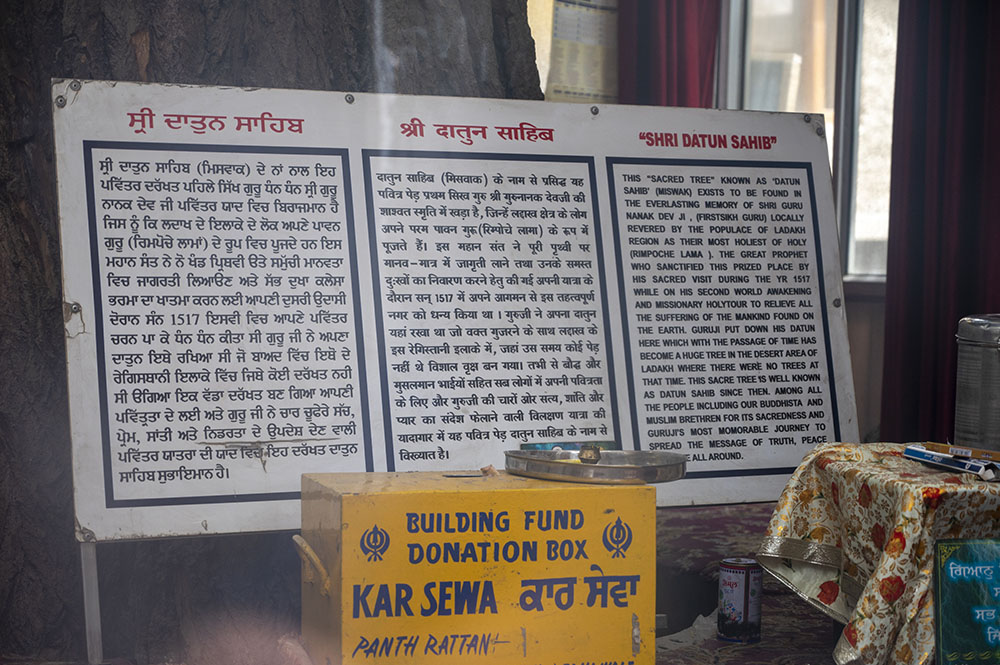 ਸ੍ਰੀ ਦਾਤੁਨ ਸਾਹਿਬ
ਸ੍ਰੀ ਦਾਤੁਨ ਸਾਹਿਬ (ਮਿਸਵਾਕ) ਦੇ ਨਾਂ ਨਾਲ ਇਹ
ਪਵਿੱਤਰ ਦਰੱਖਤ ਪਹਿਲੇ ਸਿੱਖ ਗੁਰੂ ਧੰਨ ਧੰਨ ਸ੍ਰੀ ਗੁਰੂ
ਨਾਨਕ ਦੇਵ ਜੀ ਪਵਿਤਰ ਯਾਦ ਵਿਚ ਬਿਰਾਜਮਾਨ ਹੈ
ਜਿਸ ਨੂੰ ਕਿ ਲਦਾਖ ਦੇ ਇਲਾਕੇ ਦੇ ਲੋਕ ਅਪਣੇ ਪਾਵਨ
ਗੁਰੂ (ਰਿਮਪੋਚੇ ਲਾਮਾਂ) ਦੇ ਰੂਪ ਵਿਚ ਪੂਜਦੇ ਹਨ ਇਸ
ਮਹਾਨ ਸੰਤ ਨੇ ਨੋ ਖੰਡ ਪ੍ਰਿਥਬੀ ਉਤੇ ਸਮੁੱਚੀ ਮਾਨਵਤਾ
ਵਿਚ ਜਾਗਰਤੀ ਲਿਆਉਣ ਅਤੇ ਸੱਭ ਦੁਖਾ ਕਲੇਸਾ
ਭਰਮਾ ਦਾ ਖਾਤਮਾ ਕਰਨ ਲਈ ਆਪਣੀ ਦੁਸਰੀ ਉਦਾਸੀ
ਦੋਰਾਨ ਸੰਨ 1517 ਇਸਵੀ ਵਿਚ ਆਪਣੇ ਪਵਿੱਤਰ
ਚਰਨ ਪਾ ਕੇ ਧੰਨ ਧੰਨ ਕੀਤਾ ਸੀ ਗੁਰੂ ਜੀ ਨੇ ਅਪਣਾ
ਦਾਤੁਨ ਇਥੇ ਰਖਿਆ ਸੀ ਜੋ ਬਾਅਦ ਵਿੱਚ ਇਥੋ ਦੇ
ਰੇਗਿਸਥਾਨੀ ਇਲਾਕੇ ਵਿੱਚ ਜਿਥੇ ਕੋਈ ਦਰੱਖਤ ਨਹੀ
ਸੀ ਉਗਿਆ ਇਕ ਵੱਡਾ ਦਰੱਖਤ ਬਣ ਗਿਆ ਆਪਣੀ
ਪਵਿੱਤ੍ਰਤਾ ਦੇ ਲਈ ਅਤੇ ਗੁਰੂ ਜੀ ਨੇ ਚਾਰ ਚੁਫੇਰੇ ਸੱਚ,
ਪ੍ਰੇਮ, ਸਾਂਤੀ ਅਤੇ ਨਿਡਰਤਾ ਦੇ ਉਪਦੇਸ਼ ਦੇਣ ਵਾਲੀ
ਪਵਿੱਤਰ ਯਾਤਰਾ ਦੀ ਯਾਦ ਵਿਚੋਂ ਇਹ ਦਰੱਖਤ ਦਾਤੁਨ
ਸਾਹਿਬ ਸੁਭਾਇਮਾਨ ਹੈ।
श्री दातुन साहिब
दातुन साहिब (मिसवाक) के नाम से प्रसिद्ध यह
पवित्र पेड़ प्रथम सिख गुरु श्री गुरुनानक देवजी की
शाश्वत स्मृति में खड़ा है, जिन्हें लद्दाख क्षेत्र के लोग
अपने परम पावन गुरू (रिम्पोचे लामा) के रूप में
पूजते हैं। इस महान संत ने पूरी पृथ्वी पर
मानव-मात्र में जागृती लाने तथा उनके समस्त
दुःखों का निवारण करने हेतु की गई अपनी यात्रा के
दौरान सन् 1517 में अपने आगमन से इस तहत्वपूर्ण
नगर को धन्य किया था । गुरुजी ने अपना दातुन
यहां रखा था जो वक्त गुजरने के साथ लद्दाख के
इस रेगिस्तानी इलाके में, जहां उस समय कोई पेड़
नहीं थे विशाल वृक्ष बन गया। तभी से बौद्ध और
मुसलमान भाईयों सहित सब लोगों में अपनी पवित्रता
के लिए और गुरुजी की चारों ओर सत्य, शांति और
प्यार का संदेश फेलाने वाली विलक्षण यात्रा की
यादागार में यह पवित्र पेड़ दातुन साहिब के नाम से
विख्यात है।
"SHRI DATUN SAHIB"
THIS "SACRED TREE" KNOWN AS 'DATUN
SAHIB' (MISWAK) EXISTS TO BE FOUND IN
THE EVERLASTING MEMORY OF SHRI GURU
NANAK DEV JI , (FIRSTSIKH GURU) LOCALLY
REVERED BY THE POPULACE OF LADAKH
REGION AS THEIR MOST HOLIEST OF HOLY
(RIMPOCHE LAMA ). THE GREAT PROPHET
WHO SANCTIFIED THIS PRIZED PLACE BY
HIS SACRED VISIT DURING THE YR 1517
WHILE ON HIS SECOND WORLD AWAKENING
AND MISSIONARY HOLYTOUR TO RELIEVE ALL
THE SUFFERING OF THE MANKIND FOUND ON
THE EARTH. GURUJI PUT DOWN HIS DATUN
HERE WHICH WITH THE PASSAGE OF TIME HAS
BECOME A HUGE TREE IN THE DESERT AREA OF
LADAKH WHERE THERE WERE NO TREES AT
THAT TIME. THIS SACRE TREE IS WELL KNOWN
AS DATUN SAHIB SINCE THEN. AMONG ALL
THE PEOPLE INCLUDING OUR BUDDHISTA AND
MUSLIM BRETHREN FOR ITS SACREDNESS AND
GURUJI'S MOST MORORABLE JOURNEY TO
SPREAD THE MESSAGE OF TRUTH, PEACE
ALL AROUND.
BUILDING FUND
DONATION BOX
KAR SEWA ਕਾਰ ਸੇਵਾ
PANTH RATTAN
ਗਿਆਨੁ